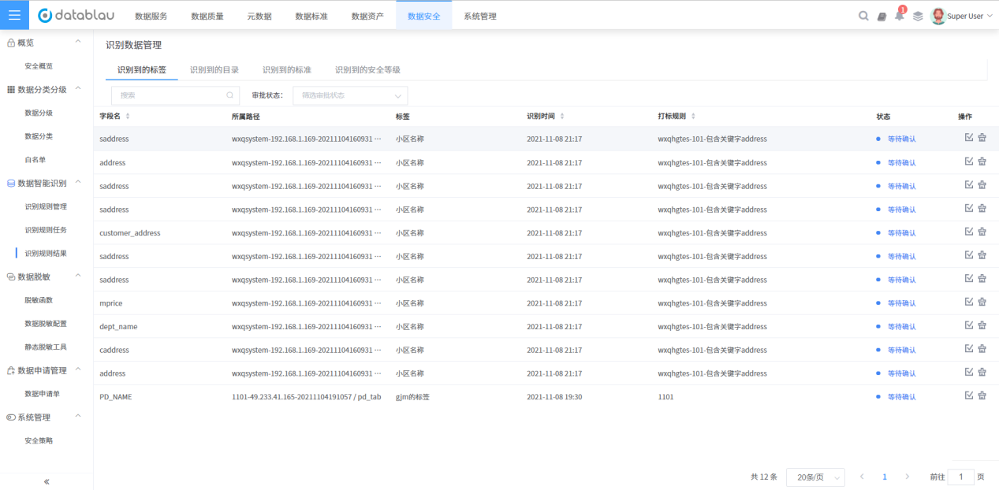 datablau 数据服务 数据质量 元数据 数据标准 数据资产 数据安全 系统管理 1 Super User
概览
安全概览
数据分类分级
数据分级
数据分类
白名单
数据智能识别
识别规则管理
识别规则任务
识别规则结果
数据脱敏
脱敏函数
数据脱敏配置
静态脱敏工具
数据申请管理
数据申请单
系统管理
安全策略
«
识别数据管理
识别到的标签 识别到的目录 识别到的标准 识别到的安全等级
搜索 审批状态: 筛选审批状态
字段名 所属路径 标签 识别时间 打标规则 状态 操作
saddress wxqsystem-192.168.1.169-20211104160931 ··· 小区名称 2021-11-08 21:17 wxqhgtes-101-包含关键字address 等待确认
address wxqsystem-192.168.1.169-20211104160931 ··· 小区名称 2021-11-08 21:17 wxqhgtes-101-包含关键字address 等待确认
saddress wxqsystem-192.168.1.169-20211104160931 ··· 小区名称 2021-11-08 21:17 wxqhgtes-101-包含关键字address 等待确认
saddress wxqsystem-192.168.1.169-20211104160931 ··· 小区名称 2021-11-08 21:17 wxqhgtes-101-包含关键字address 等待确认
customer_address wxqsystem-192.168.1.169-20211104160931 ··· 小区名称 2021-11-08 21:17 wxqhgtes-101-包含关键字address 等待确认
saddress wxqsystem-192.168.1.169-20211104160931 ··· 小区名称 2021-11-08 21:17 wxqhgtes-101-包含关键字address 等待确认
saddress wxqsystem-192.168.1.169-20211104160931 ··· 小区名称 2021-11-08 21:17 wxqhgtes-101-包含关键字address 等待确认
mprice wxqsystem-192.168.1.169-20211104160931 ··· 小区名称 2021-11-08 21:17 wxqhgtes-101-包含关键字address 等待确认
dept_name wxqsystem-192.168.1.169-20211104160931 ··· 小区名称 2021-11-08 21:17 wxqhgtes-101-包含关键字address 等待确认
caddress wxqsystem-192.168.1.169-20211104160931 ··· 小区名称 2021-11-08 21:17 wxqhgtes-101-包含关键字address 等待确认
address wxqsystem-192.168.1.169-20211104160931 ··· 小区名称 2021-11-08 21:17 wxqhgtes-101-包含关键字address 等待确认
PD_NAME 1101-49.233.41.165-20211104191057 / pd_tab gjm的标签 2021-11-08 19:30 1101 等待确认
共 12 条 20条/页 1 前往 1 页